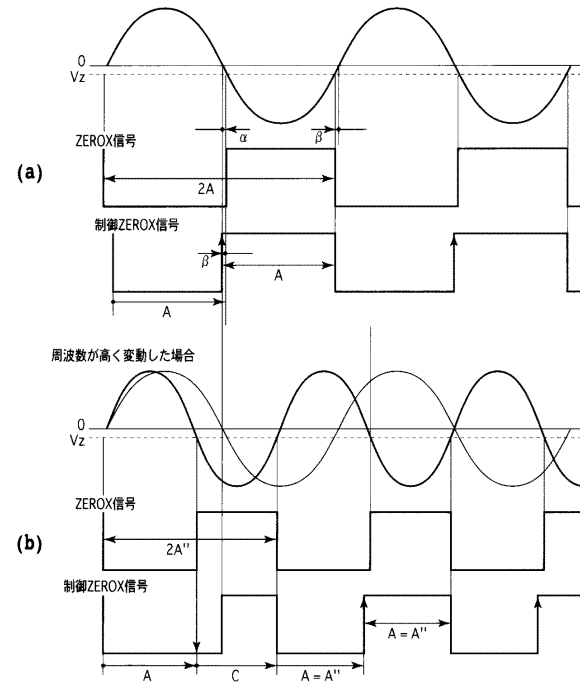 0
Vz
α
β
ZEROX信号
(a)
2A
制御ZEROX信号
β
A
A
周波数が高く変動した場合
0
Vz
ZEROX信号
(b)
2A"
制御ZEROX信号
A = A"
A
C
A = A"